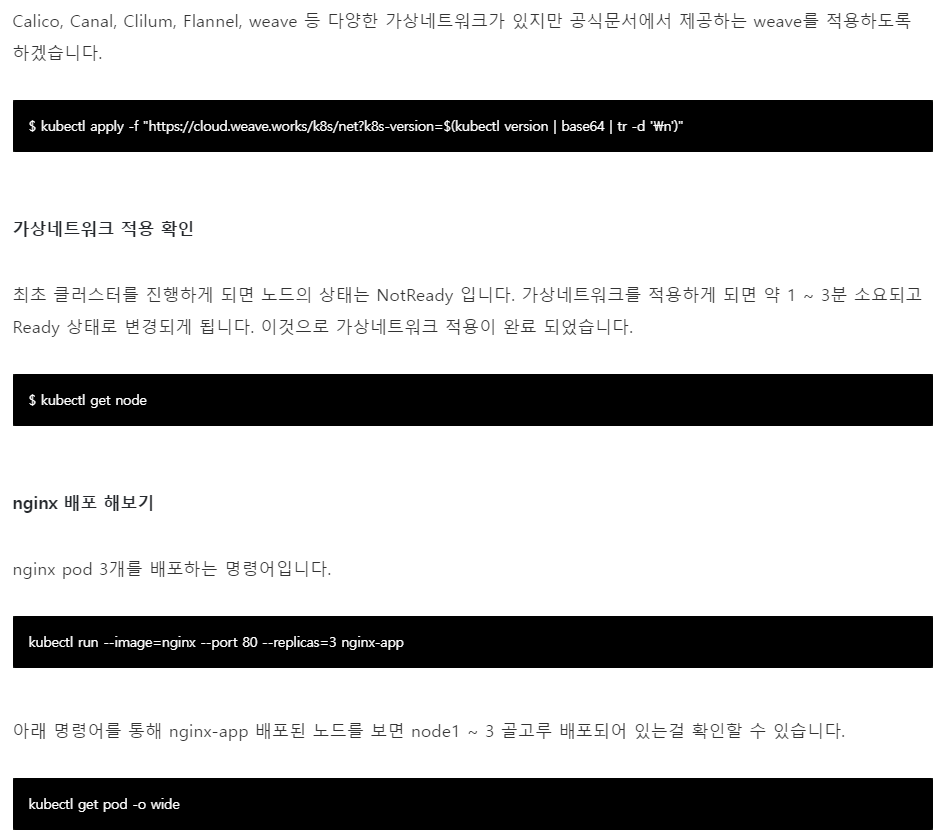 Calico, Canal, Clilum, Flannel, weave 등 다양한 가상네트워크가 있지만 공식문서에서 제공하는 weave를 적용하도록
하겠습니다.
$ kubectl apply -f "https://cloud.weave.works/k8s/net?k8s-version=$(kubectl version | base64 | tr -d '₩n')"
가상네트워크 적용 확인
최초 클러스터를 진행하게 되면 노드의 상태는 NotReady 입니다. 가상네트워크를 적용하게 되면 약 1 ~ 3분 소요되고
Ready 상태로 변경되게 됩니다. 이것으로 가상네트워크 적용이 완료 되었습니다.
$ kubectl get node
nginx 배포 해보기
nginx pod 3개를 배포하는 명령어입니다.
kubectl run --image=nginx --port 80 --replicas=3 nginx-app
아래 명령어를 통해 nginx-app 배포된 노드를 보면 node1 ~ 3 골고루 배포되어 있는걸 확인할 수 있습니다.
kubectl get pod -o wide